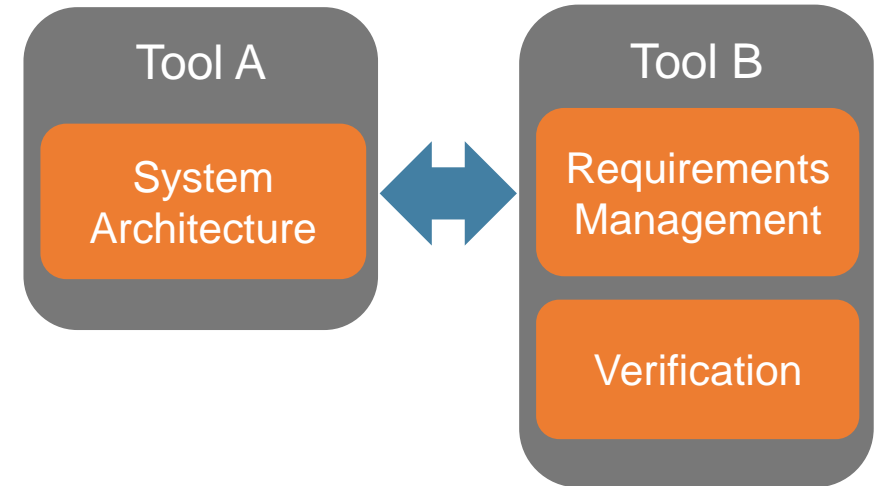 Tool A
System
Architecture
Tool B
Requirements
Management
Verification